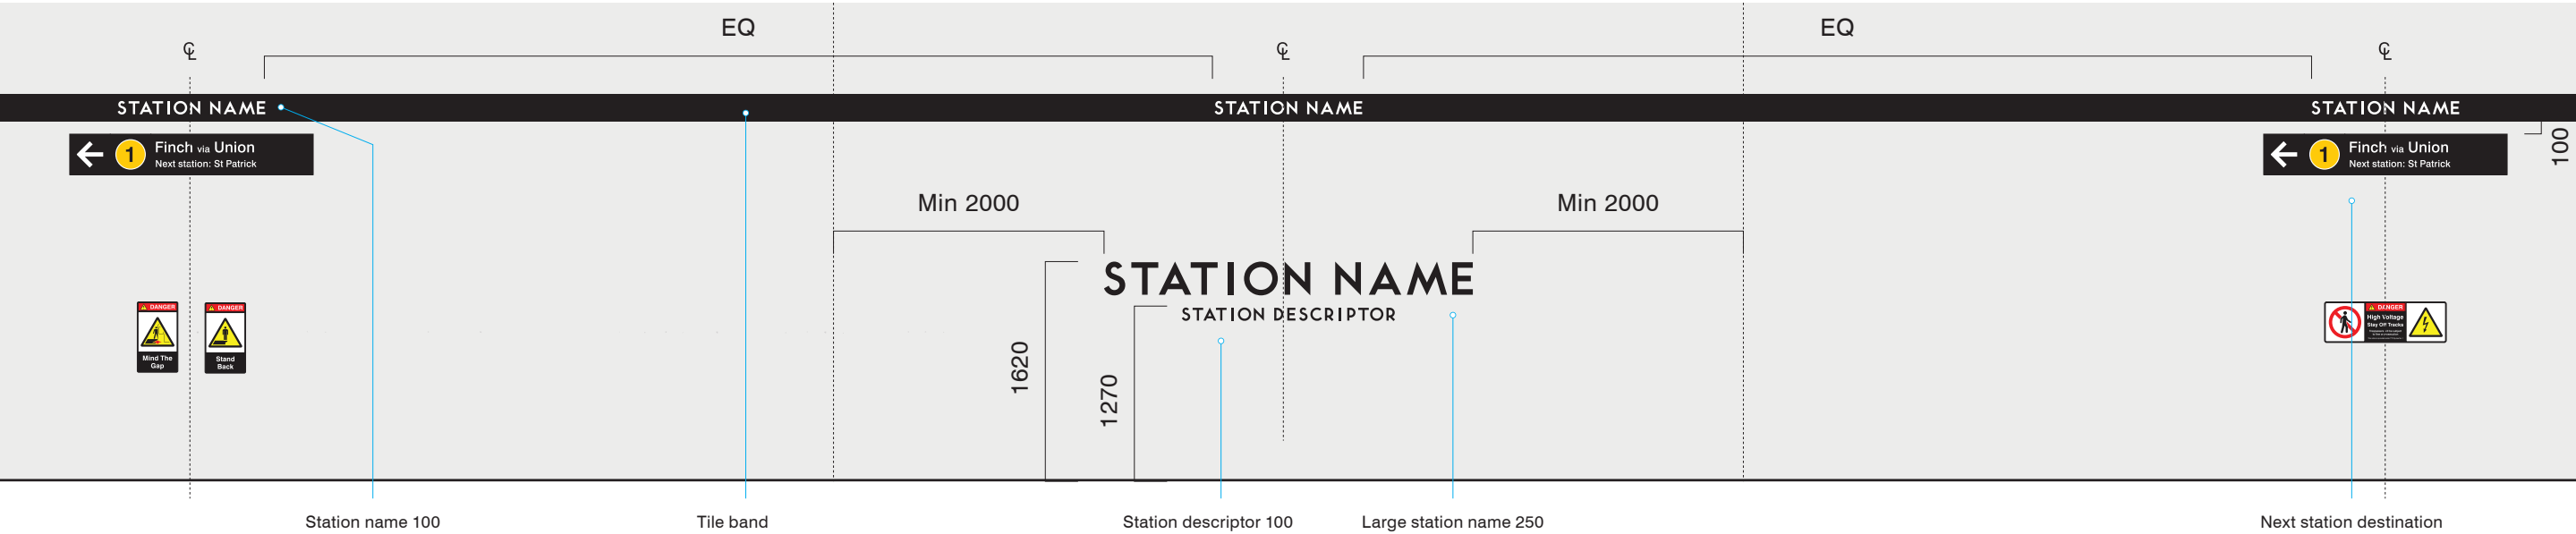 EQ
EQ
℄
℄
℄
STATION NAME
STATION NAME
STATION NAME
1
Finch via Union
Next station: St Patrick
1
Finch via Union
Next station: St Patrick
100
Min 2000
Min 2000
STATION NAME
STATION DESCRIPTOR
1620
1270
DANGER
Mind The
Gap
DANGER
Stand
Back
DANGER
High Voltage
Stay Off Tracks
Station name 100
Tile band
Station descriptor 100
Large station name 250
Next station destination